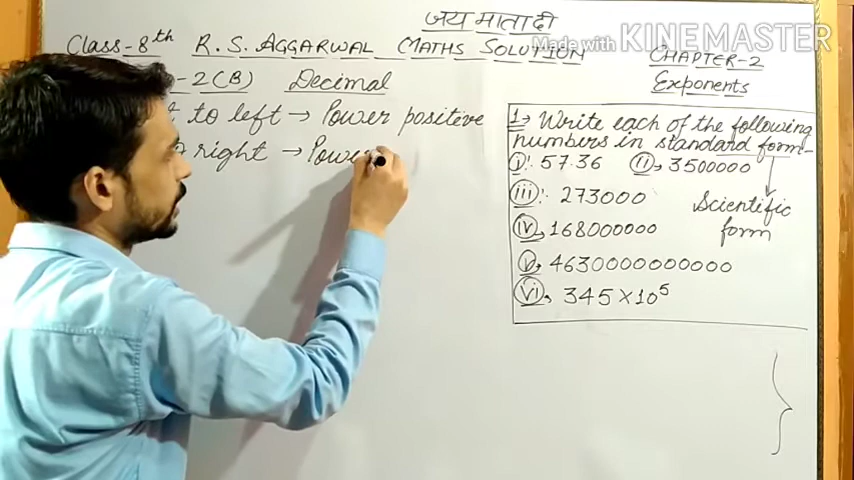 जय माता दी
Class-8th R.S. AGGARWAL MATHS SOLUTION
Made with KINEMASTER
CHAPTER-2
Exponents
-2(B) Decimal
to left → Power positive
right → Power
1→ Write each of the following
numbers in standard form-
(i) 57.36 (ii) 3500000
(iii) 273000
Scientific
form
(iv) 168000000
(v) 4630000000000
(vi) 345×10⁵